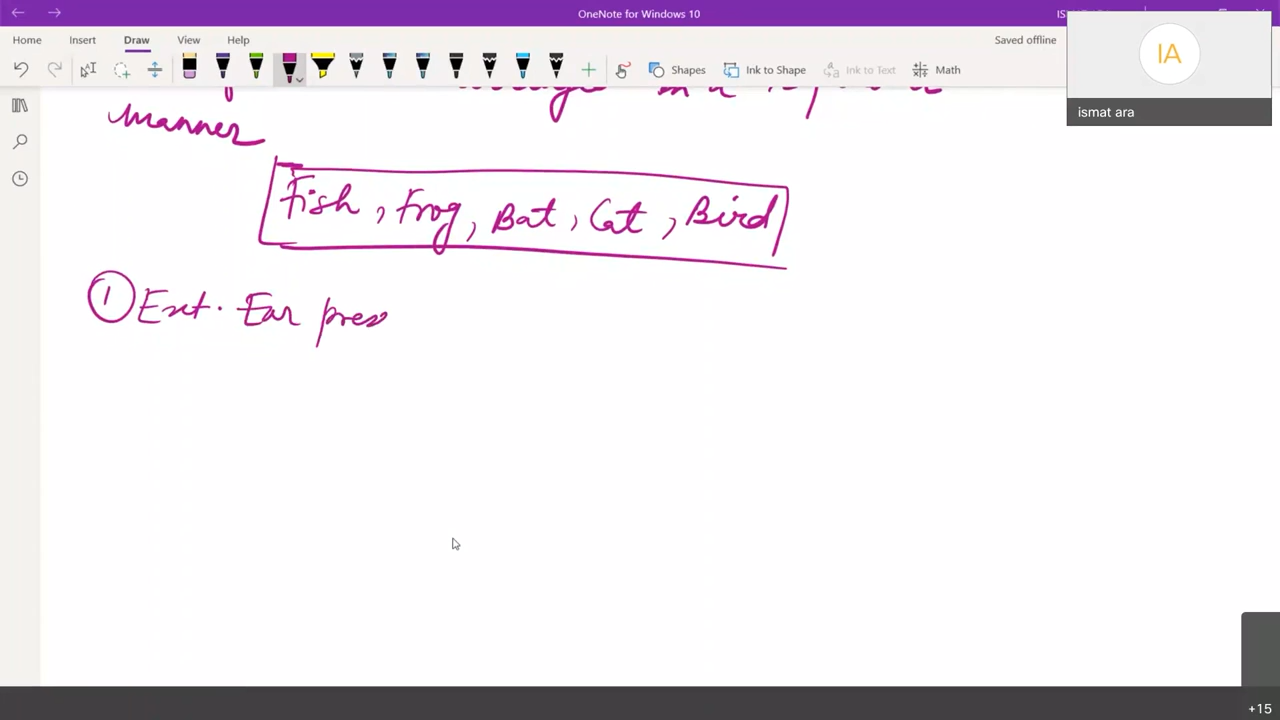 OneNote for Windows 10
Home Insert Draw View Help Saved offline
IA
Shapes Ink to Shape Ink to Text Math
ismat ara
manner
Fish, Frog, Bat, Cat, Bird
① Ext. Ear pres
+15